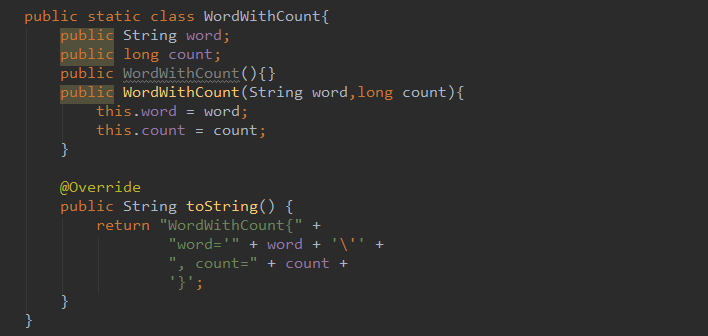 public static class WordWithCount{
public String word;
public long count;
public WordWithCount(){}
public WordWithCount(String word,long count){
this.word = word;
this.count = count;
}
@Override
public String toString() {
return "WordWithCount{" +
"word='" + word + '\'' +
", count=" + count +
'}';
}
}